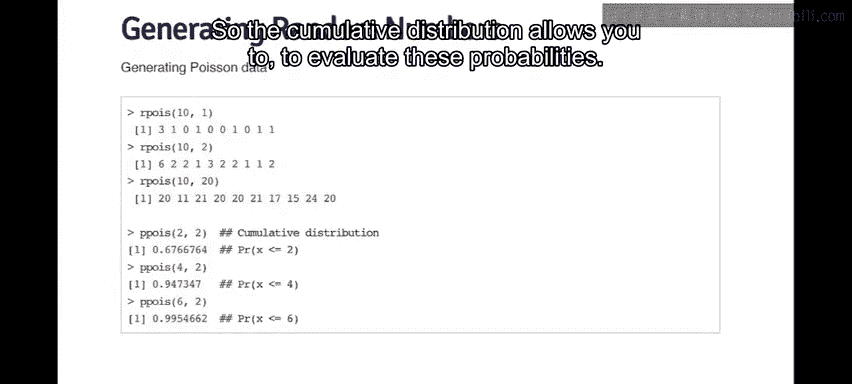 Generating Random Numbers
So the cumulative distribution allows you
to, to evaluate these probabilities.
Generating Poisson data
> rpois(10, 1)
[1] 3 1 0 1 0 0 1 0 1 1
> rpois(10, 2)
[1] 6 2 2 1 3 2 2 1 1 2
> rpois(10, 20)
[1] 20 11 21 20 20 21 17 15 24 20
> ppois(2, 2) ## Cumulative distribution
[1] 0.6766764 ## Pr(x <= 2)
> ppois(4, 2)
[1] 0.947347 ## Pr(x <= 4)
> ppois(6, 2)
[1] 0.9954662 ## Pr(x <= 6)